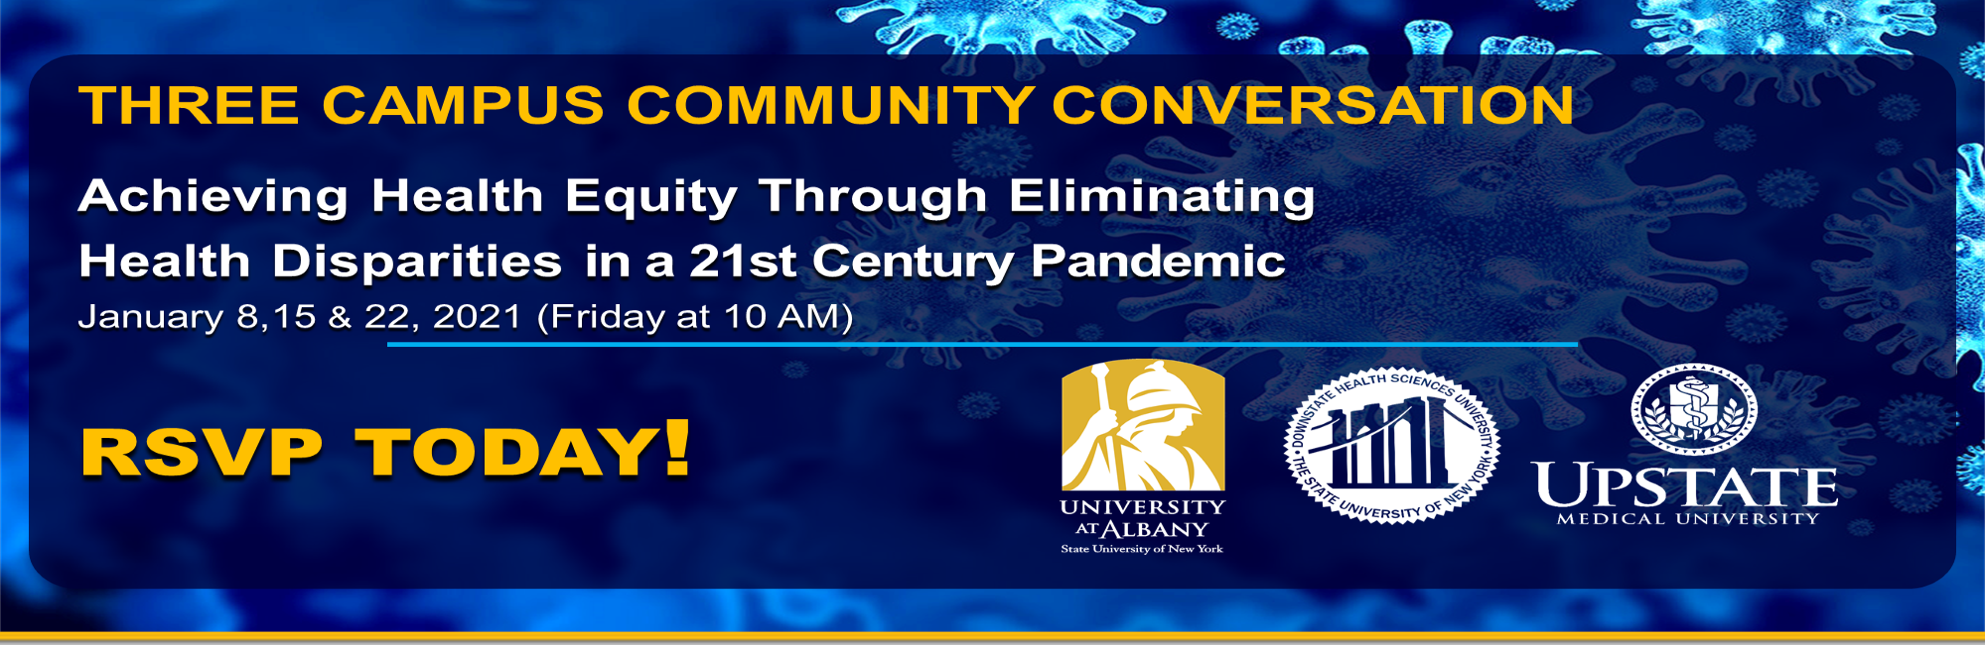 THREE CAMPUS COMMUNITY CONVERSATION
Achieving Health Equity Through Eliminating
Health Disparities in a 21st Century Pandemic
January 8,15 & 22, 2021 (Friday at 10 AM)
RSVP TODAY!
UNIVERSITY
AT ALBANY
State University of New York
DOWNSTATE HEALTH SCIENCES UNIVERSITY
THE STATE UNIVERSITY OF NEW YORK
UPSTATE
MEDICAL UNIVERSITY